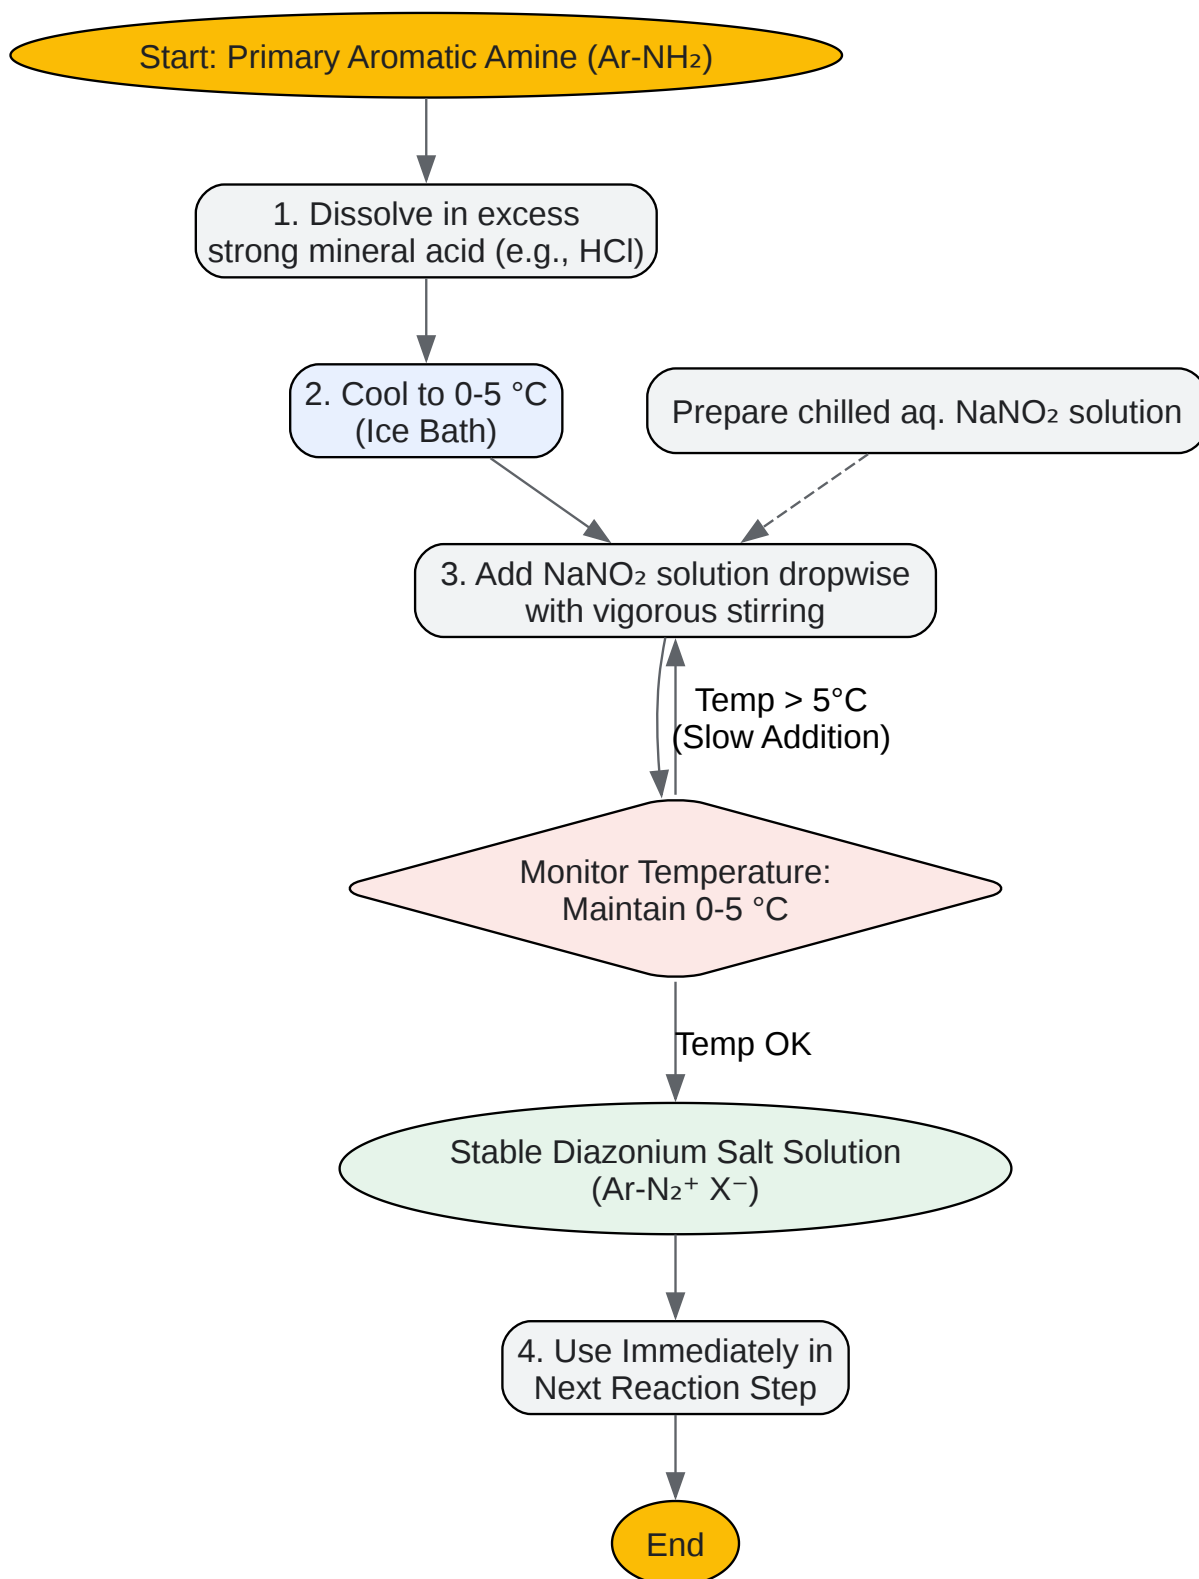 Start: Primary Aromatic Amine (Ar-NH₂)
1. Dissolve in excess
strong mineral acid (e.g., HCl)
2. Cool to 0-5 °C
(Ice Bath)
Prepare chilled aq. NaNO₂ solution
3. Add NaNO₂ solution dropwise
with vigorous stirring
Temp > 5°C
(Slow Addition)
Monitor Temperature:
Maintain 0-5 °C
Temp OK
Stable Diazonium Salt Solution
(Ar-N₂⁺ X⁻)
4. Use Immediately in
Next Reaction Step
End